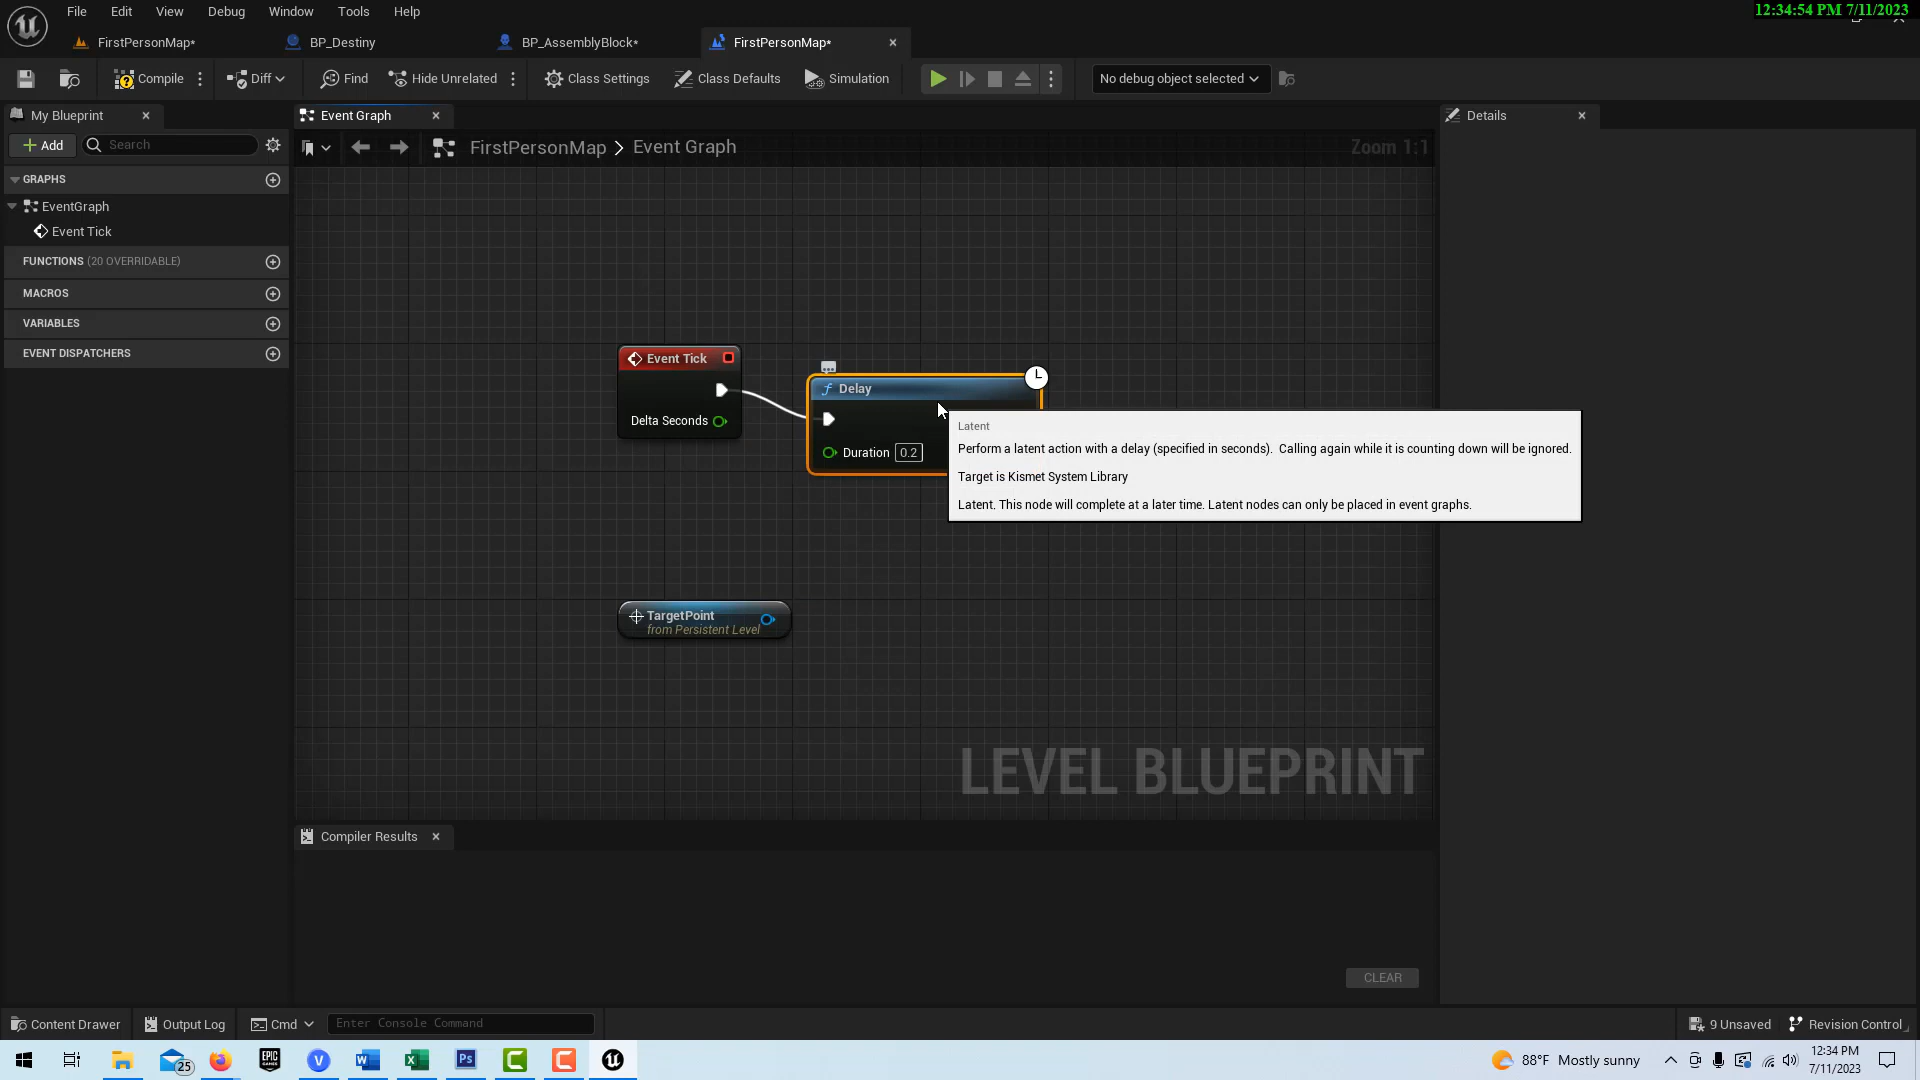 12:34:54 PM 7/11/2023
File Edit View Debug Window Tools Help
FirstPersonMap* BP_Destiny BP_AssemblyBlock* FirstPersonMap*
Compile Diff Find Hide Unrelated Class Settings Class Defaults Simulation No debug object selected
My Blueprint Event Graph Details
Add Search
FirstPersonMap > Event Graph Zoom 1:1
GRAPHS
EventGraph
Event Tick
FUNCTIONS (20 OVERRIDABLE)
MACROS
VARIABLES
EVENT DISPATCHERS
Event Tick
Delta Seconds
f Delay
Duration 0.2
Latent
Perform a latent action with a delay (specified in seconds). Calling again while it is counting down will be ignored.
Target is Kismet System Library
Latent. This node will complete at a later time. Latent nodes can only be placed in event graphs.
TargetPoint
from Persistent Level
LEVEL BLUEPRINT
Compiler Results
CLEAR
Content Drawer Output Log Cmd Enter Console Command 9 Unsaved Revision Control
25 EPIC GAMES V W X Ps C C 88°F Mostly sunny 12:34 PM
7/11/2023